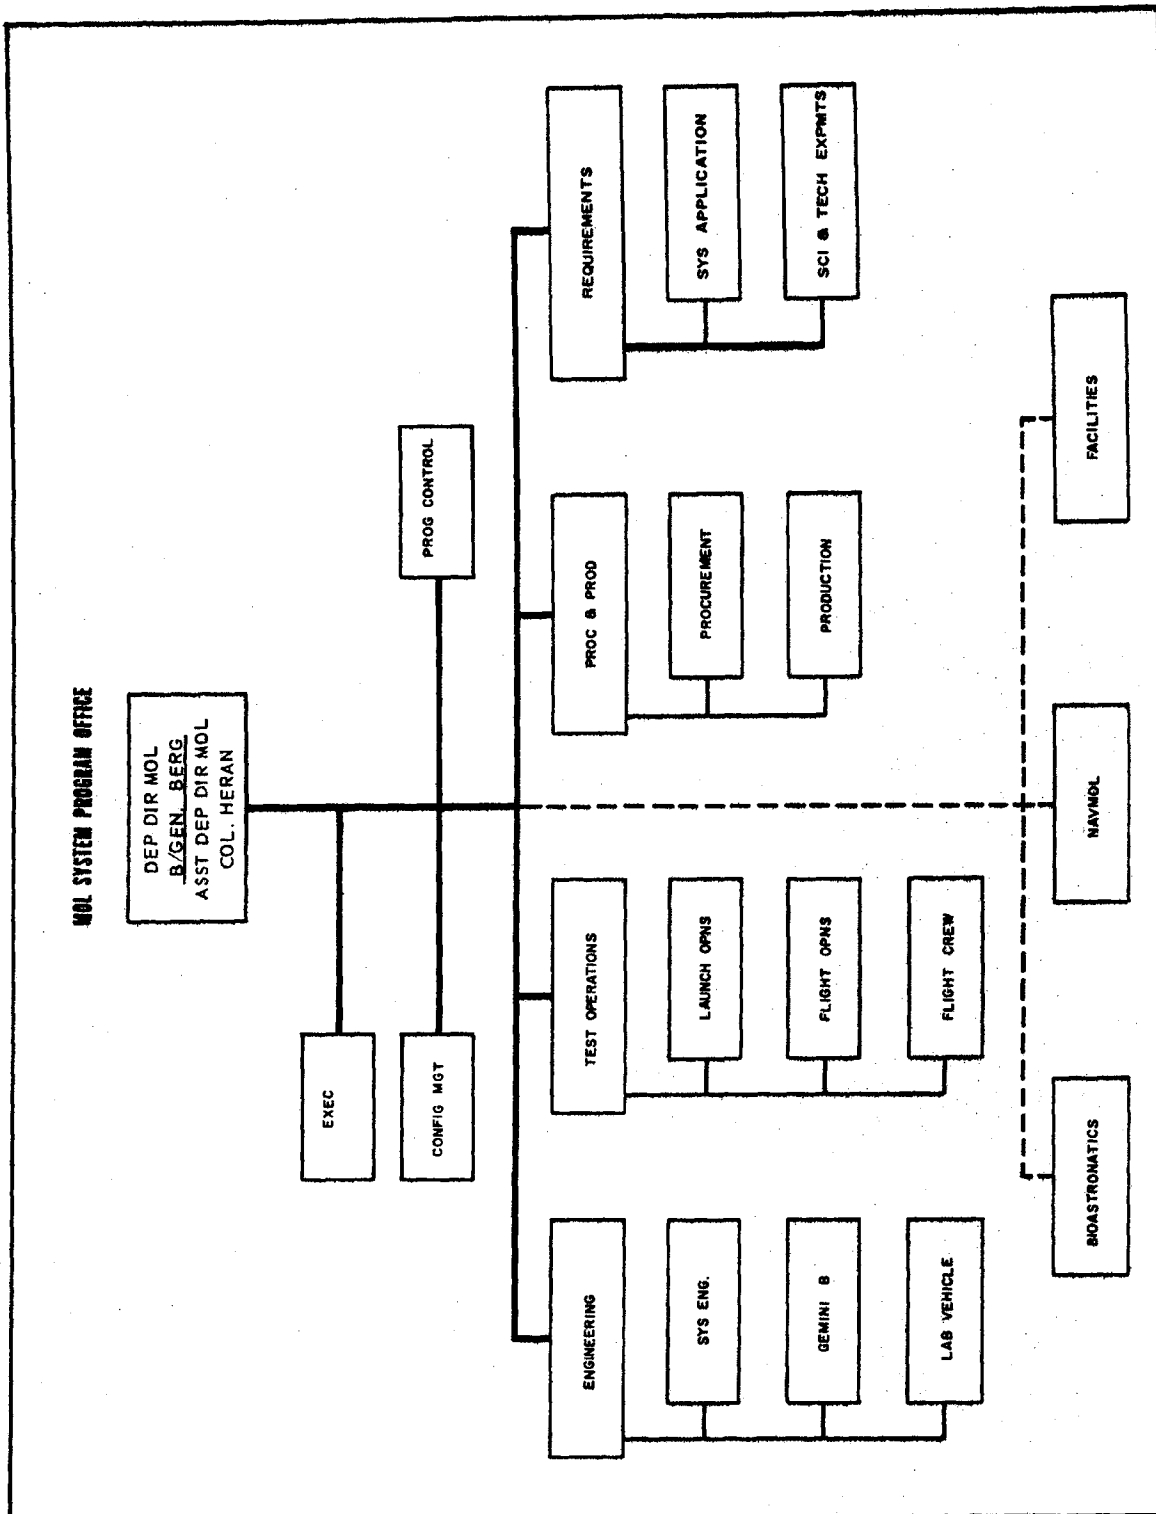 MOL SYSTEM PROGRAM OFFICE
DEP DIR MOL
B/GEN. BERG
ASST DEP DIR MOL
COL. HERAN
EXEC
CONFIG MGT
PROG CONTROL
ENGINEERING
SYS ENG.
GEMINI B
LAB VEHICLE
TEST OPERATIONS
LAUNCH OPNS
FLIGHT OPNS
FLIGHT CREW
PROC & PROD
PROCUREMENT
PRODUCTION
REQUIREMENTS
SYS APPLICATION
SCI & TECH EXPMTS
BIOASTRONATICS
NAVMOL
FACILITIES